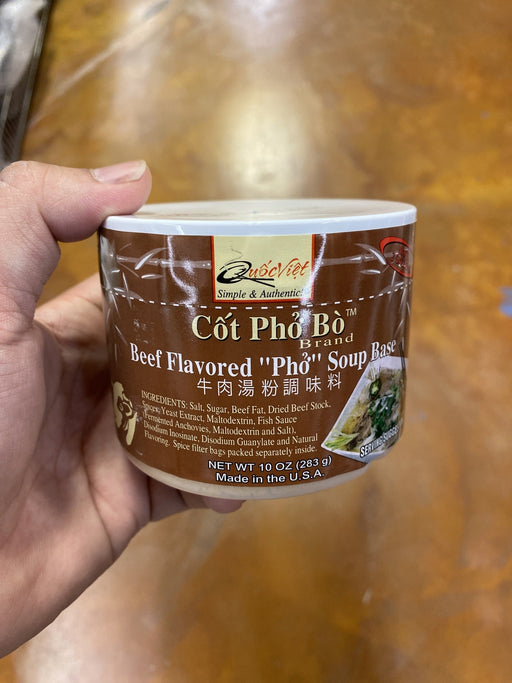 QuốcViệt
Simple & Authentic!
Cốt Phở Bò™
Brand
Beef Flavored "Phở" Soup Base
牛肉湯粉調味料
INGREDIENTS: Salt, Sugar, Beef Fat, Dried Beef Stock,
Spices, Yeast Extract, Maltodextrin, Fish Sauce
(Fermented Anchovies, Maltodextrin and Salt),
Disodium Inosinate, Disodium Guanylate and Natural
Flavoring. Spice filter bags packed separately inside.
NET WT 10 OZ (283 g)
Made in the U.S.A.